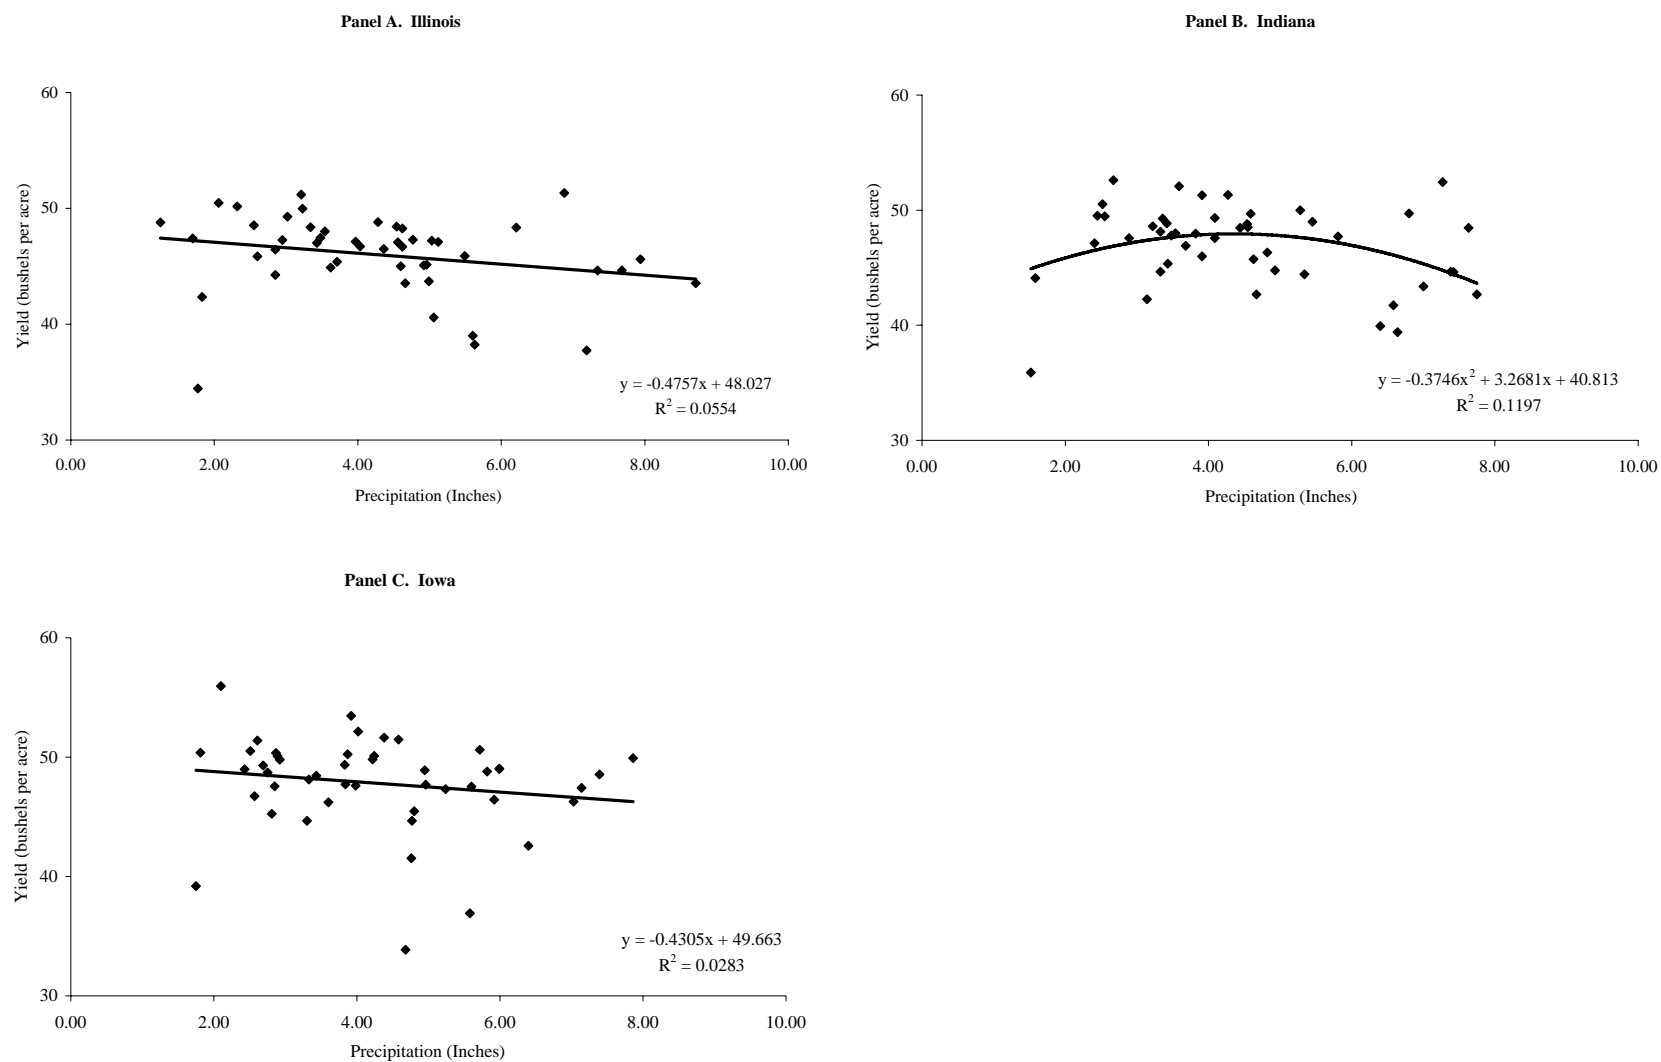 Panel A.  Illinois
60
50
40
30
Yield (bushels per acre)
y = -0.4757x + 48.027
R² = 0.0554
0.00 2.00 4.00 6.00 8.00 10.00
Precipitation (Inches)
Panel B.  Indiana
60
50
40
30
Yield (bushels per acre)
y = -0.3746x² + 3.2681x + 40.813
R² = 0.1197
0.00 2.00 4.00 6.00 8.00 10.00
Precipitation (Inches)
Panel C.  Iowa
60
50
40
30
Yield (bushels per acre)
y = -0.4305x + 49.663
R² = 0.0283
0.00 2.00 4.00 6.00 8.00 10.00
Precipitation (Inches)